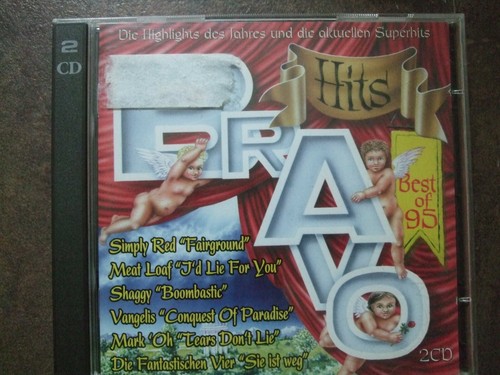 2
CD
Die Highlights des Jahres und die aktuellen Superhits
BRAVO
Hits
Best
of
95
Simply Red "Fairground"
Meat Loaf "I'd Lie For You"
Shaggy "Boombastic"
Vangelis "Conquest Of Paradise"
Mark 'Oh "Tears Don't Lie"
Die Fantastischen Vier "Sie ist weg"
2CD